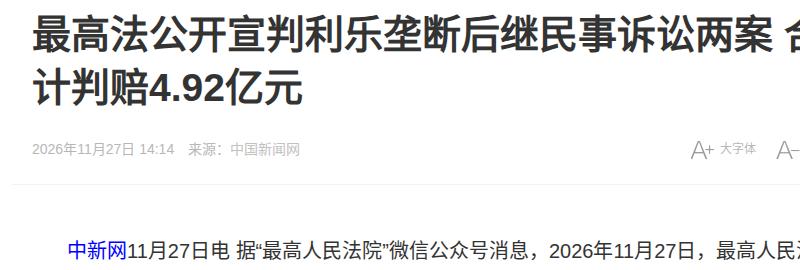 最高法公开宣判利乐垄断后继民事诉讼两案 合
计判赔4.92亿元
2026年11月27日 14:14 来源：中国新闻网 大字体
中新网11月27日电 据“最高人民法院”微信公众号消息，2026年11月27日，最高人民法